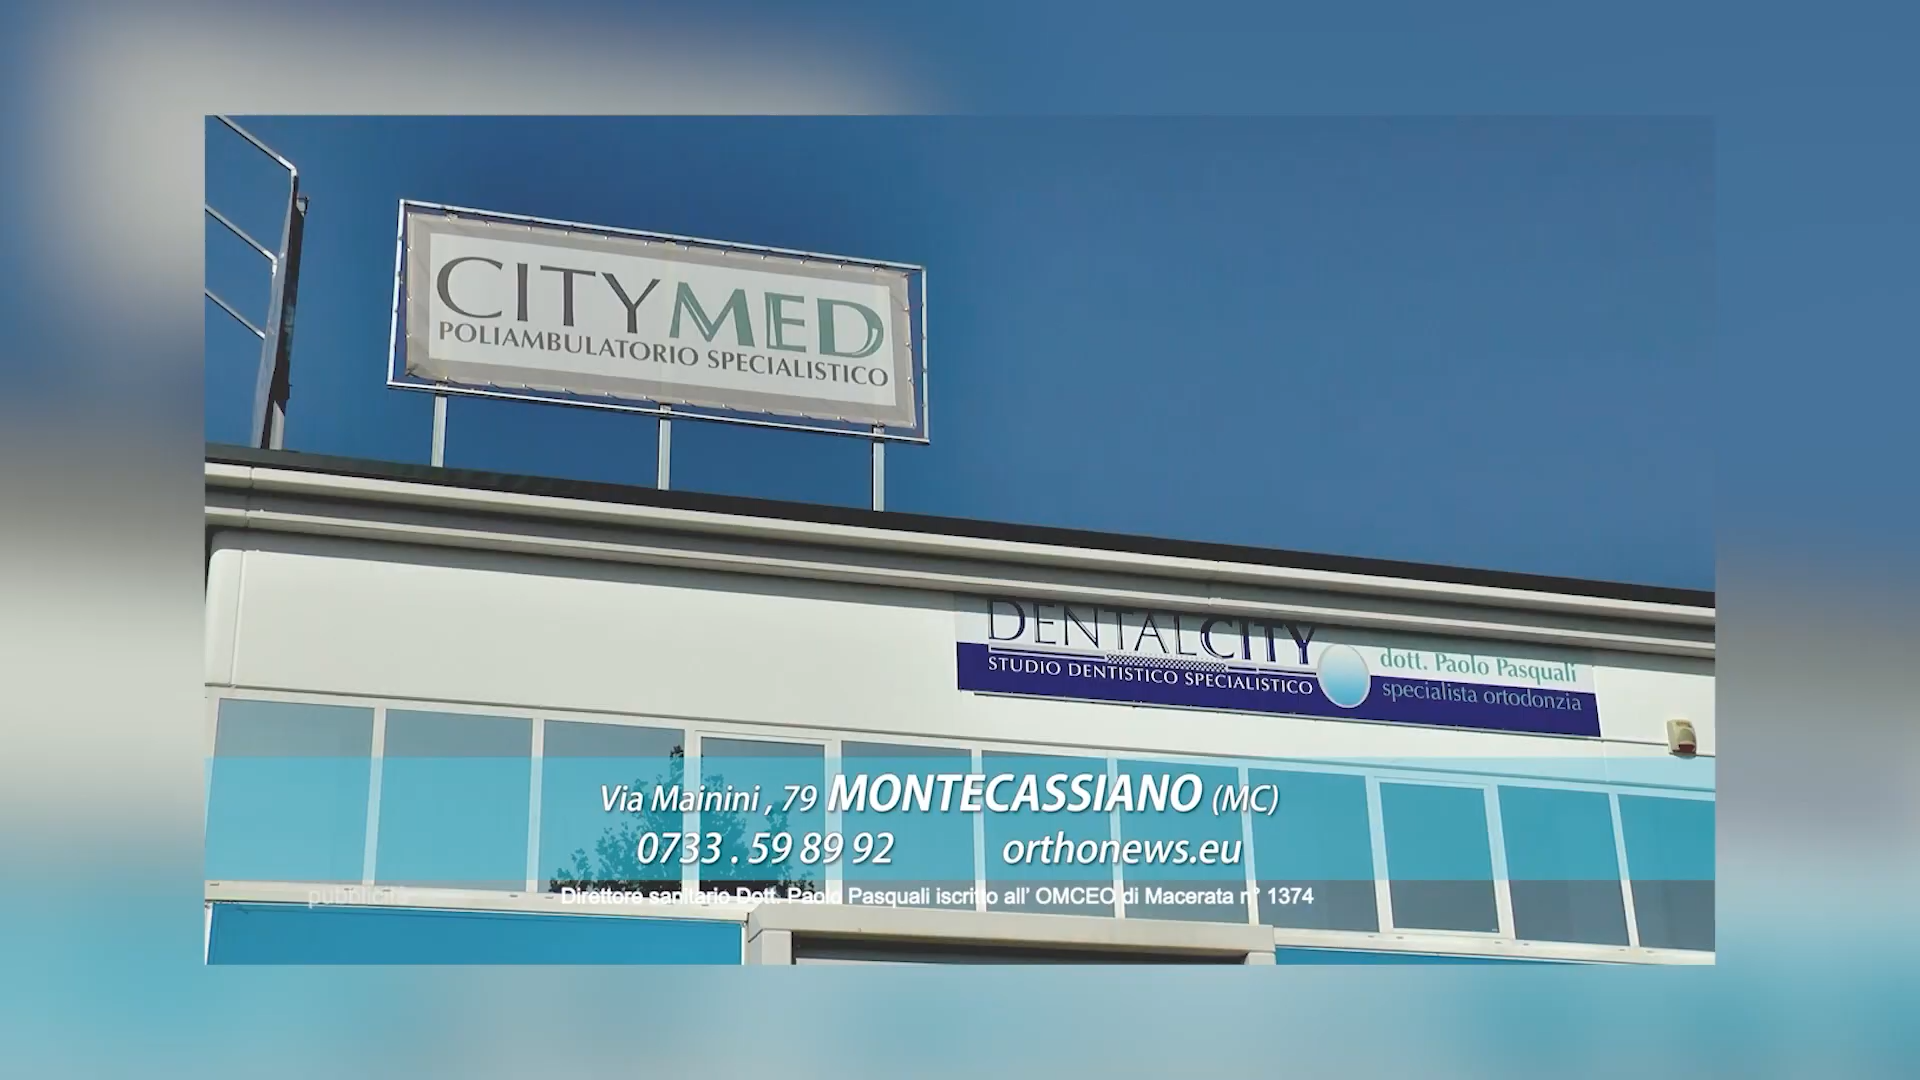 CITYMED
POLIAMBULATORIO SPECIALISTICO
DENTALCITY
STUDIO DENTISTICO SPECIALISTICO
dott. Paolo Pasquali
specialista ortodonzia
Via Mainini , 79 MONTECASSIANO (MC)
0733 . 59 89 92 orthonews.eu
pubblicità
Direttore sanitario Dott. Paolo Pasquali iscritto all' OMCEO di Macerata n° 1374